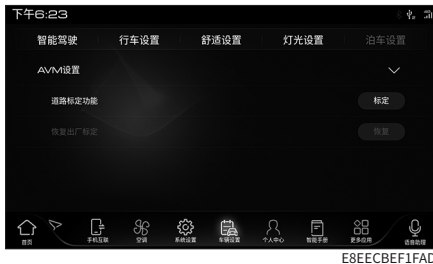 下午6:23
智能驾驶 行车设置 舒适设置 灯光设置 泊车设置
AVM设置
道路标定功能 标定
恢复出厂标定 恢复
首页 手机互联 空调 系统设置 车辆设置 个人中心 智能手册 更多应用 语音助理
E8EECBEF1FAD